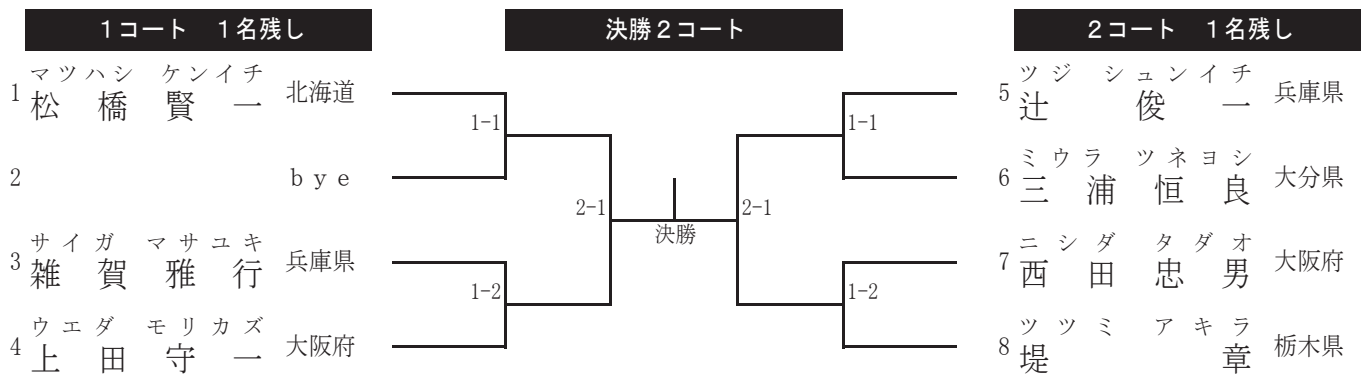 1コート　1名残し
決勝2コート
2コート　1名残し
マツハシ　ケンイチ
1 松橋賢一 北海道
2 bye
サイガ　マサユキ
3 雑賀雅行 兵庫県
ウエダ　モリカズ
4 上田守一 大阪府
1-1
1-2
2-1
決勝
2-1
1-1
1-2
ツジ　シュンイチ
5 辻俊一 兵庫県
ミウラ　ツネヨシ
6 三浦恒良 大分県
ニシダ　タダオ
7 西田忠男 大阪府
ツツミ　アキラ
8 堤章 栃木県